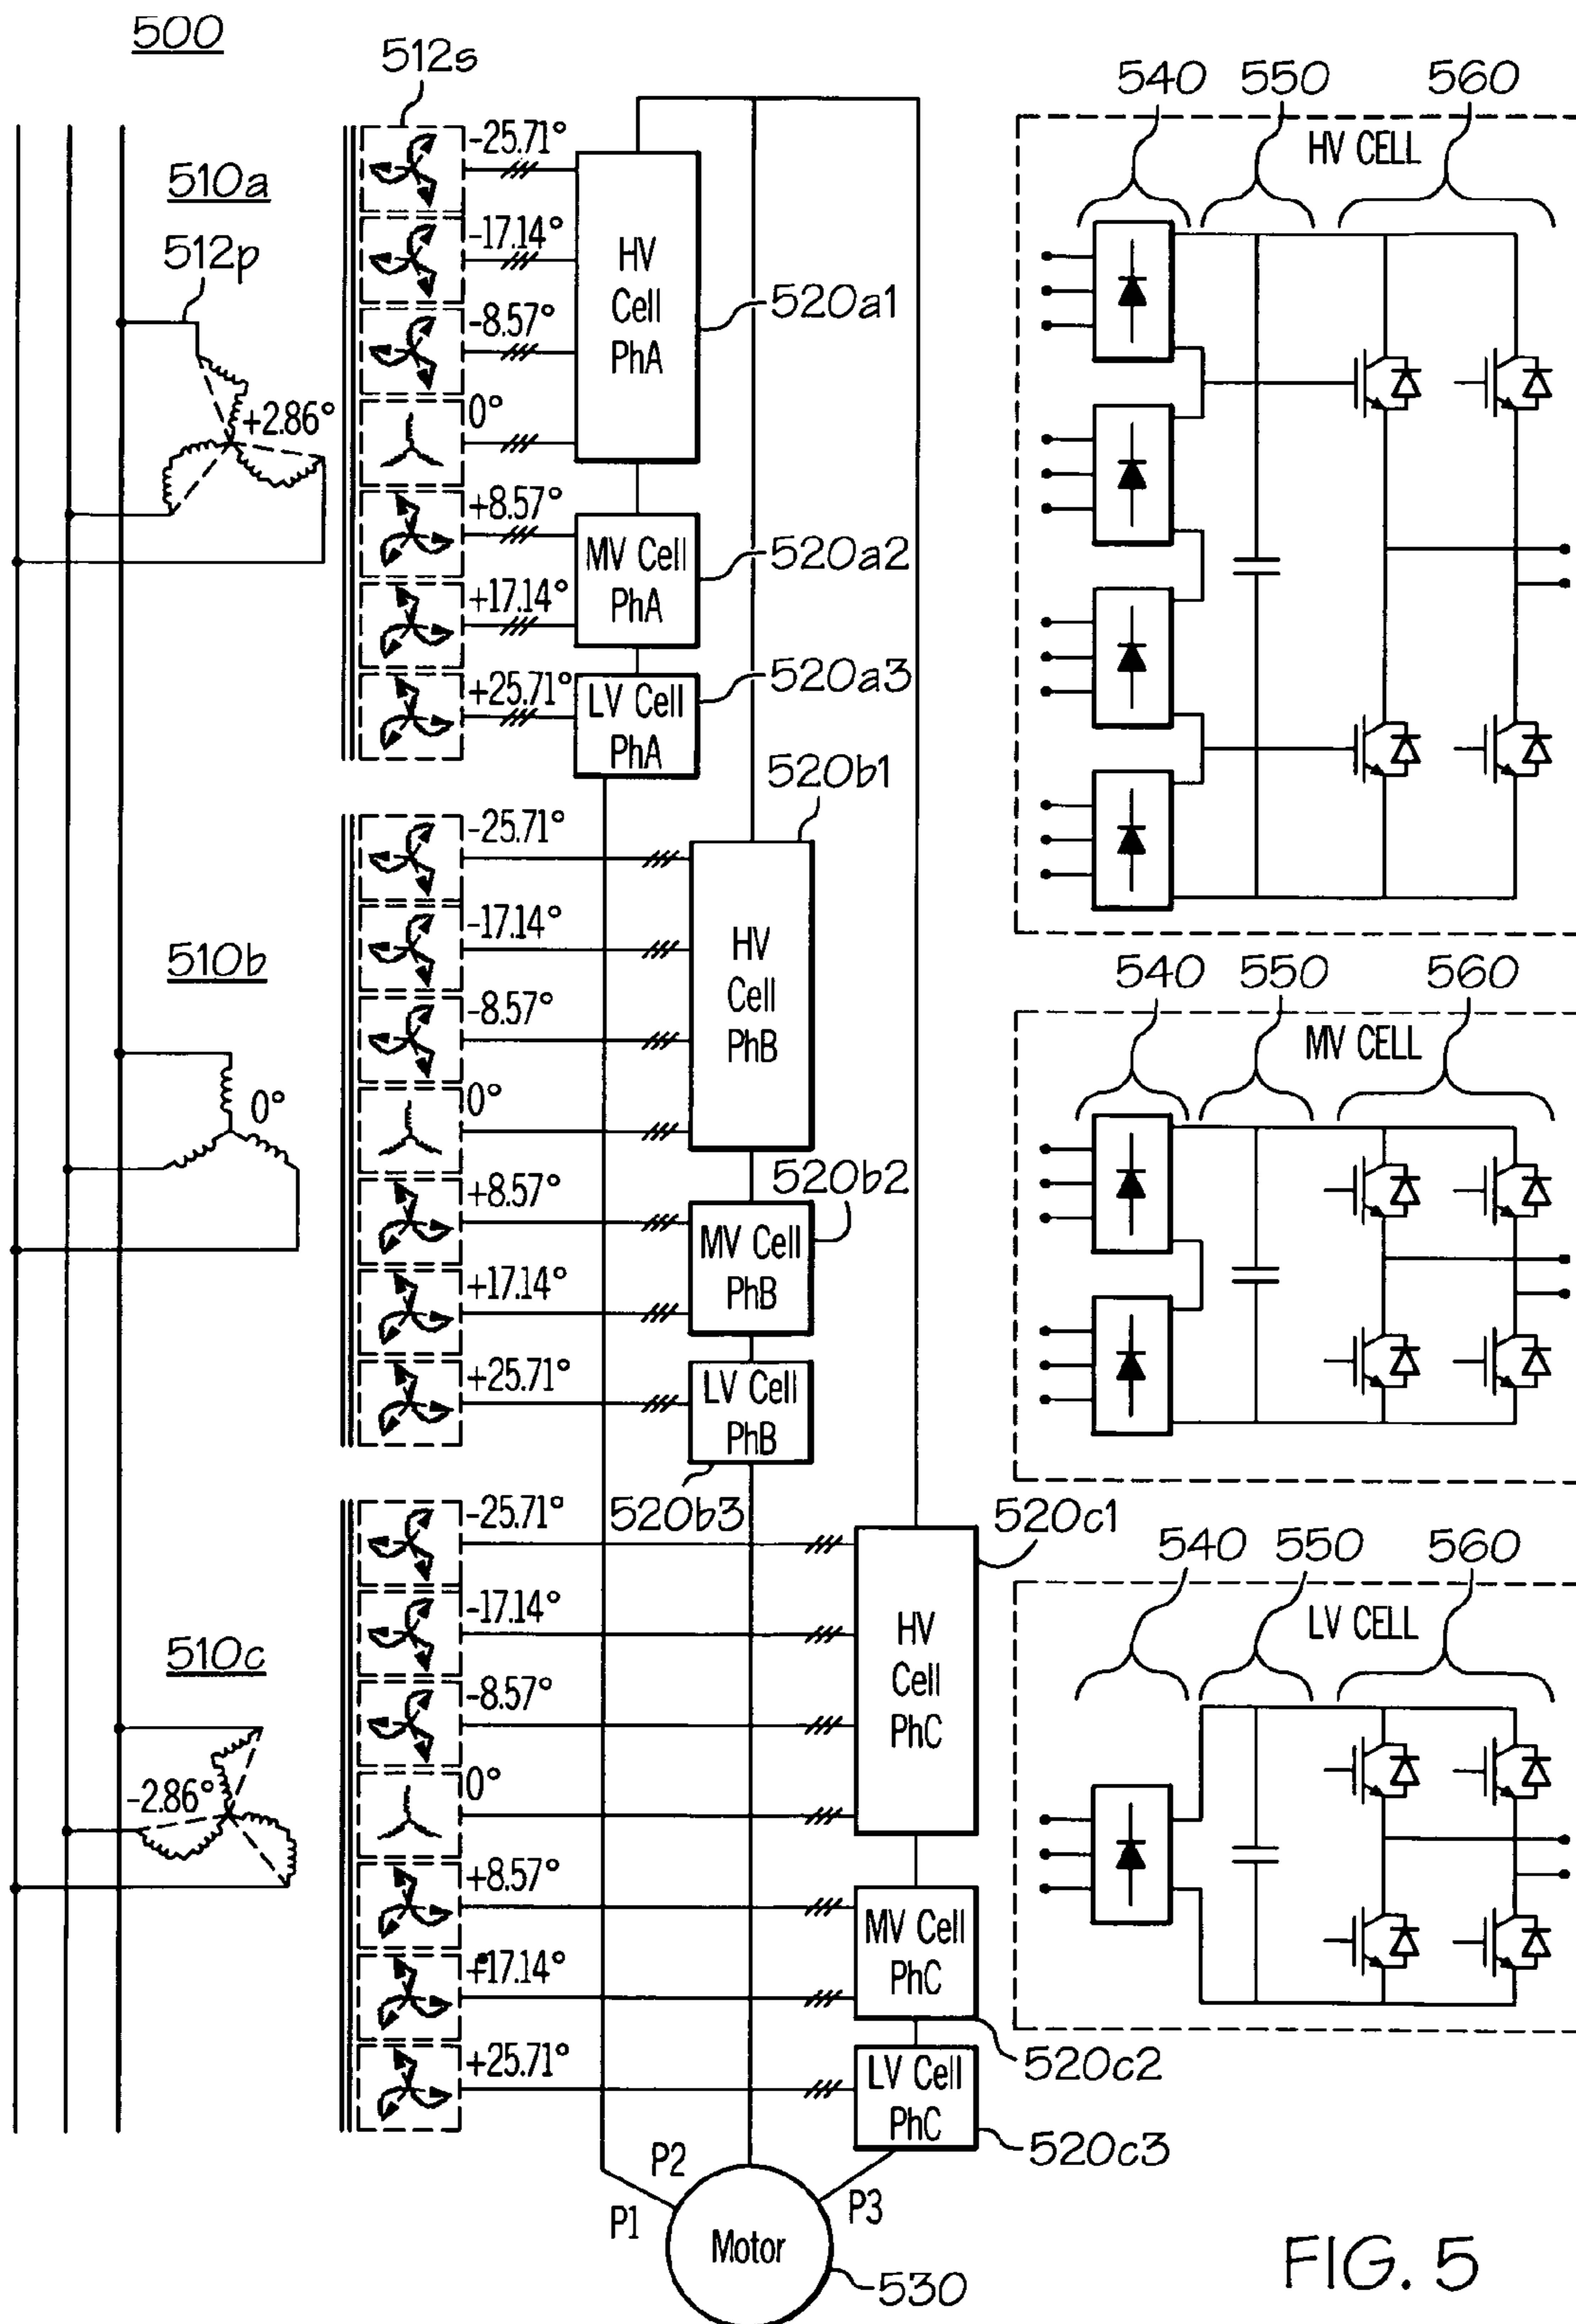 500
512s
510a
512p
+2.86°
-25.71°
-17.14°
-8.57°
0°
+8.57°
+17.14°
+25.71°
HV
Cell
PhA
520a1
MV Cell
PhA
520a2
LV Cell
PhA
520a3
510b
0°
-25.71°
-17.14°
-8.57°
0°
+8.57°
+17.14°
+25.71°
520b1
HV
Cell
PhB
520b2
MV Cell
PhB
LV Cell
PhB
520b3
510c
-2.86°
-25.71°
-17.14°
-8.57°
0°
+8.57°
+17.14°
+25.71°
520c1
HV
Cell
PhC
MV Cell
PhC
520c2
LV Cell
PhC
520c3
P1
P2
P3
Motor
530
540 550 560
HV CELL
540 550 560
MV CELL
540 550 560
LV CELL
FIG. 5